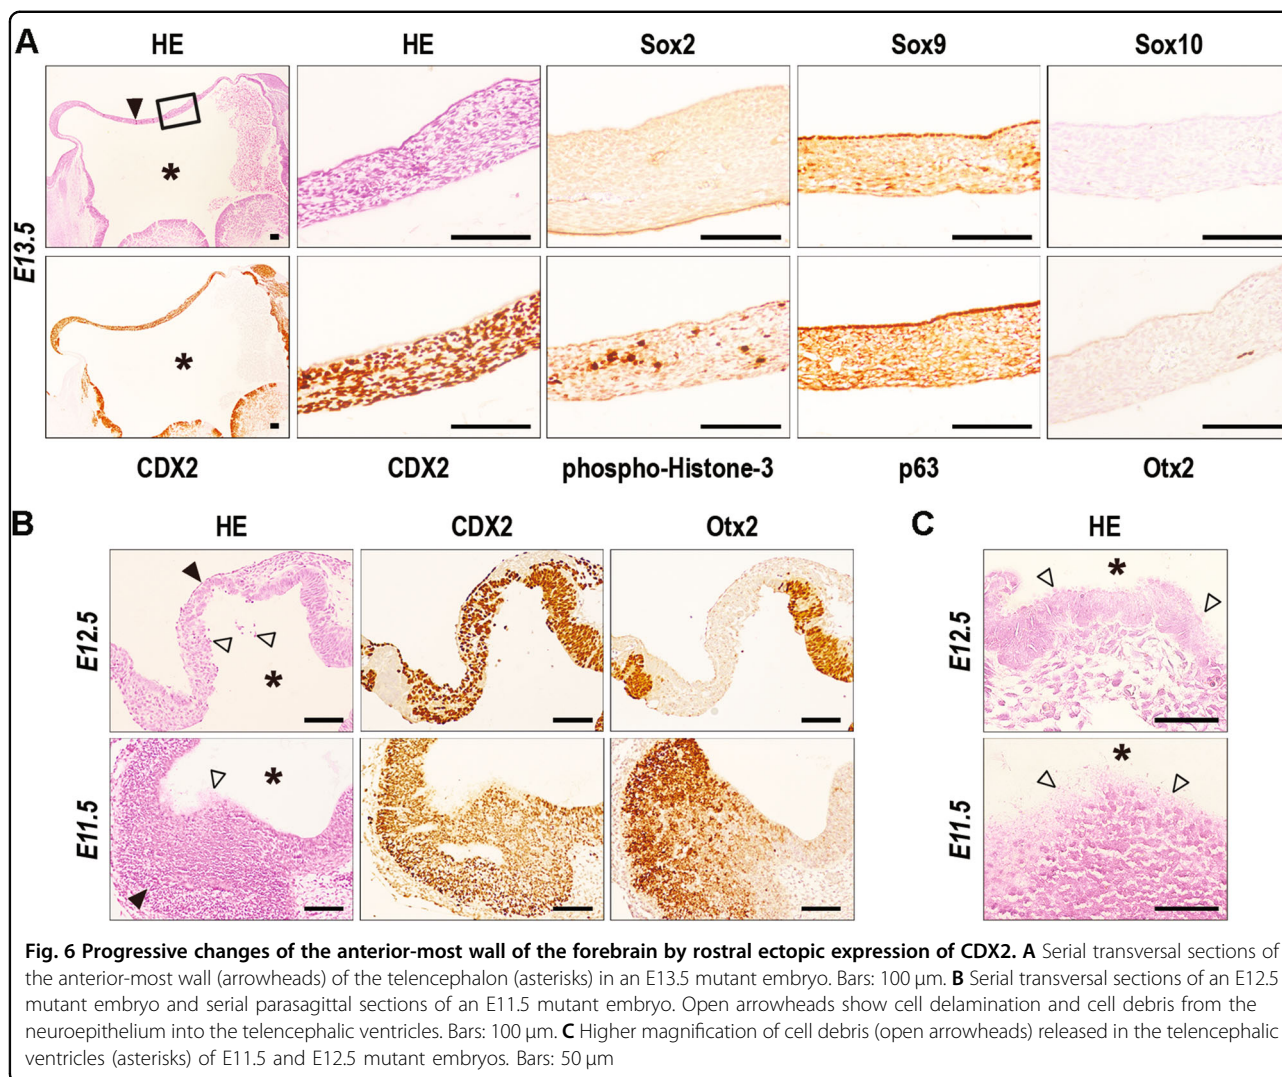 A
HE HE Sox2 Sox9 Sox10
E13.5
* 
*
CDX2 CDX2 phospho-Histone-3 p63 Otx2
B
HE CDX2 Otx2
E12.5
*
E11.5
*
C
HE
E12.5
*
E11.5
*
Fig. 6 Progressive changes of the anterior-most wall of the forebrain by rostral ectopic expression of CDX2. A Serial transversal sections of
the anterior-most wall (arrowheads) of the telencephalon (asterisks) in an E13.5 mutant embryo. Bars: 100 µm. B Serial transversal sections of an E12.5
mutant embryo and serial parasagittal sections of an E11.5 mutant embryo. Open arrowheads show cell delamination and cell debris from the
neuroepithelium into the telencephalic ventricles. Bars: 100 µm. C Higher magnification of cell debris (open arrowheads) released in the telencephalic
ventricles (asterisks) of E11.5 and E12.5 mutant embryos. Bars: 50 µm